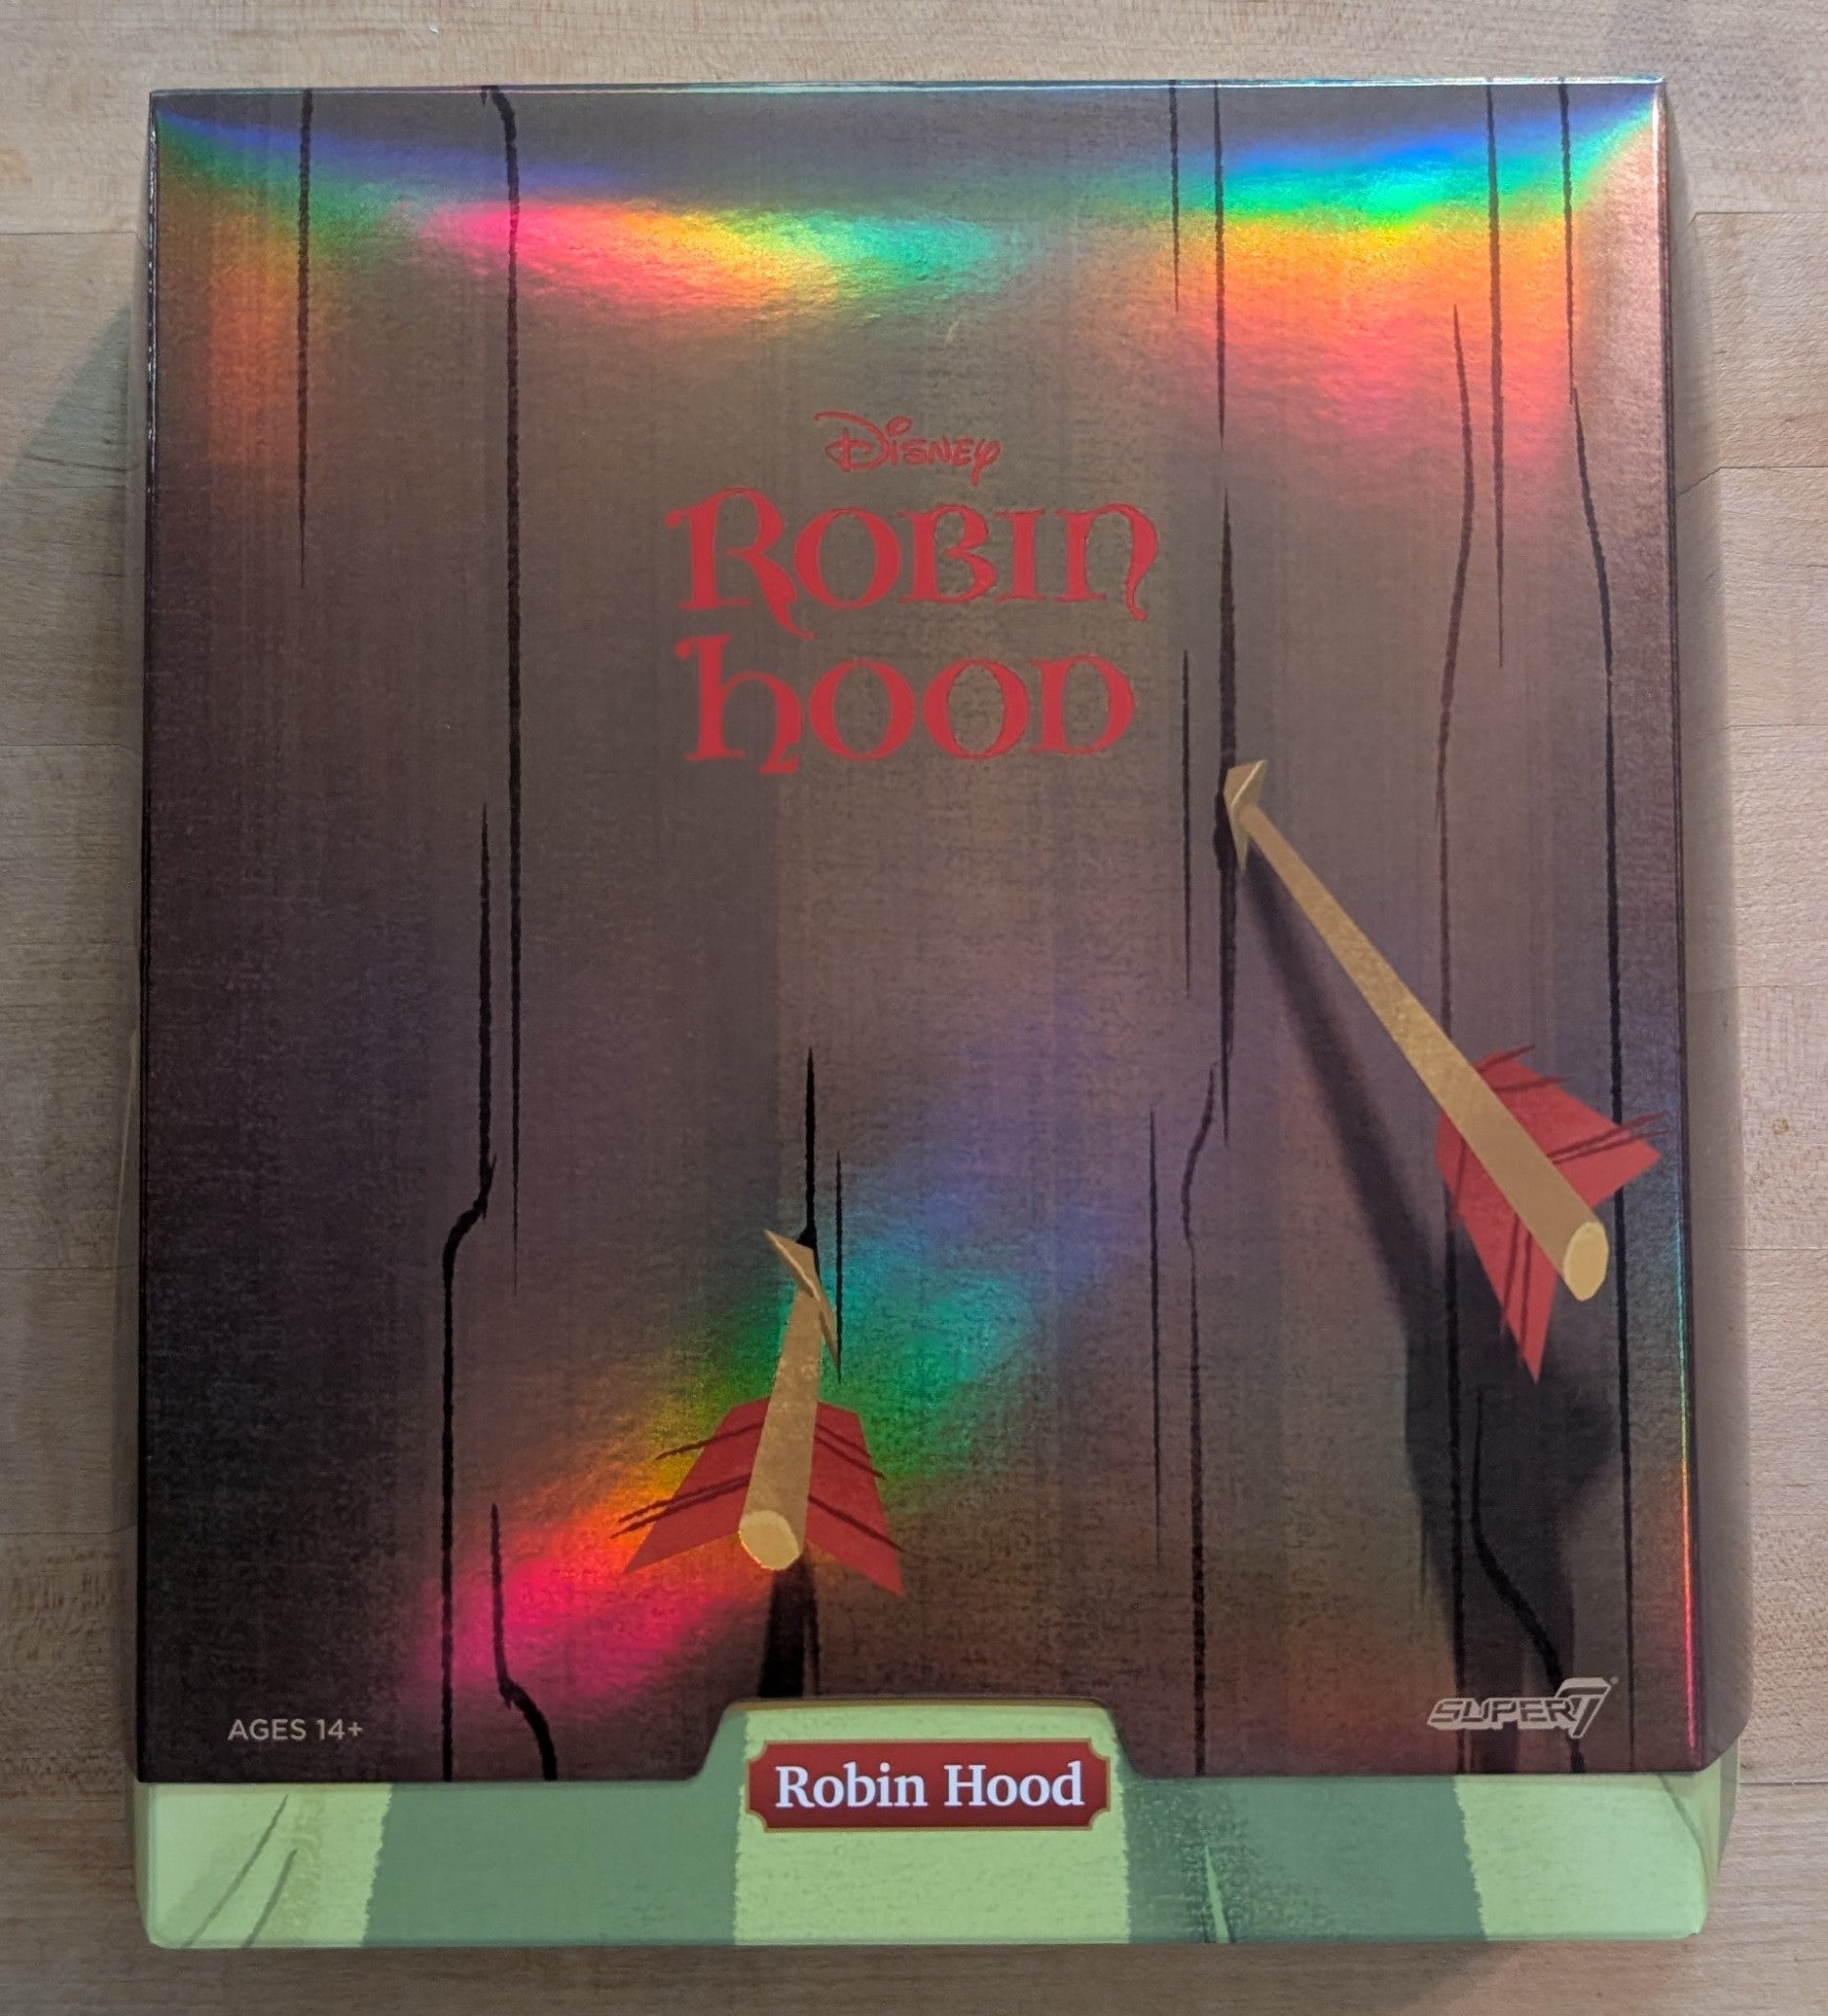 Disney
Robin
hood
AGES 14+
SUPER7®
Robin Hood